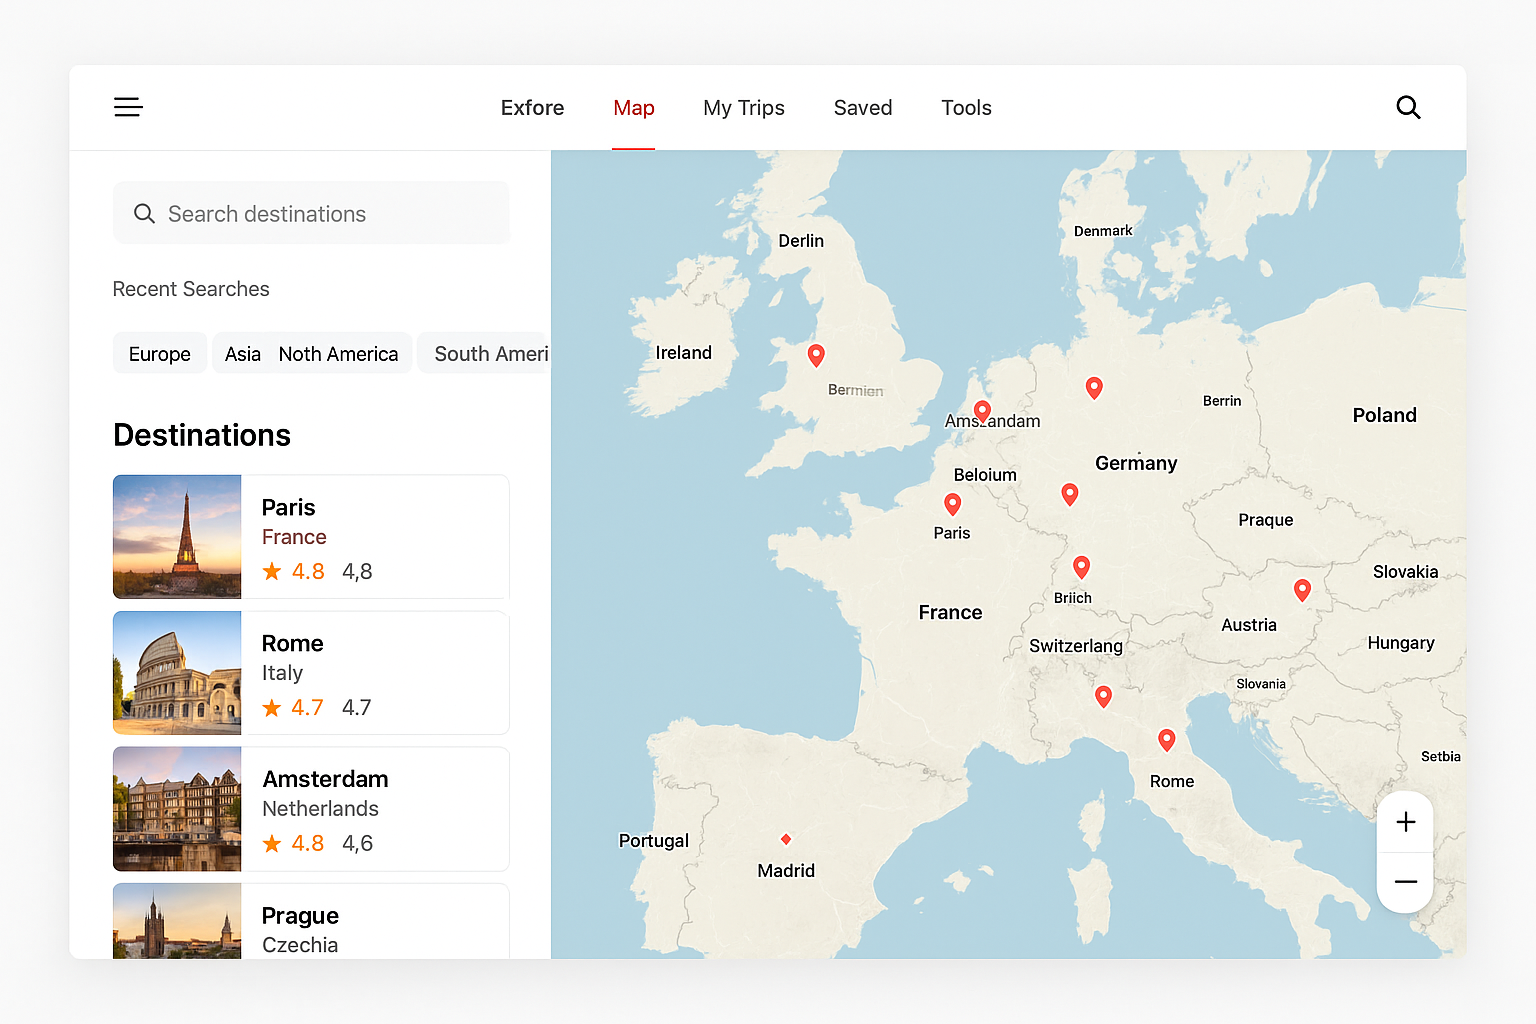 Exfore
Map
My Trips
Saved
Tools
Search destinations
Recent Searches
Europe
Asia
Noth America
South Ameri
Destinations
Paris
France
4.8 4,8
Rome
Italy
4.7 4.7
Amsterdam
Netherlands
4.8 4,6
Prague
Czechia
Derlin
Denmark
Ireland
Bermien
Berrin
Poland
Amszandam
Germany
Beloium
Paris
Praque
Slovakia
Briich
France
Austria
Switzerlang
Hungary
Slovania
Setbia
Rome
Portugal
Madrid